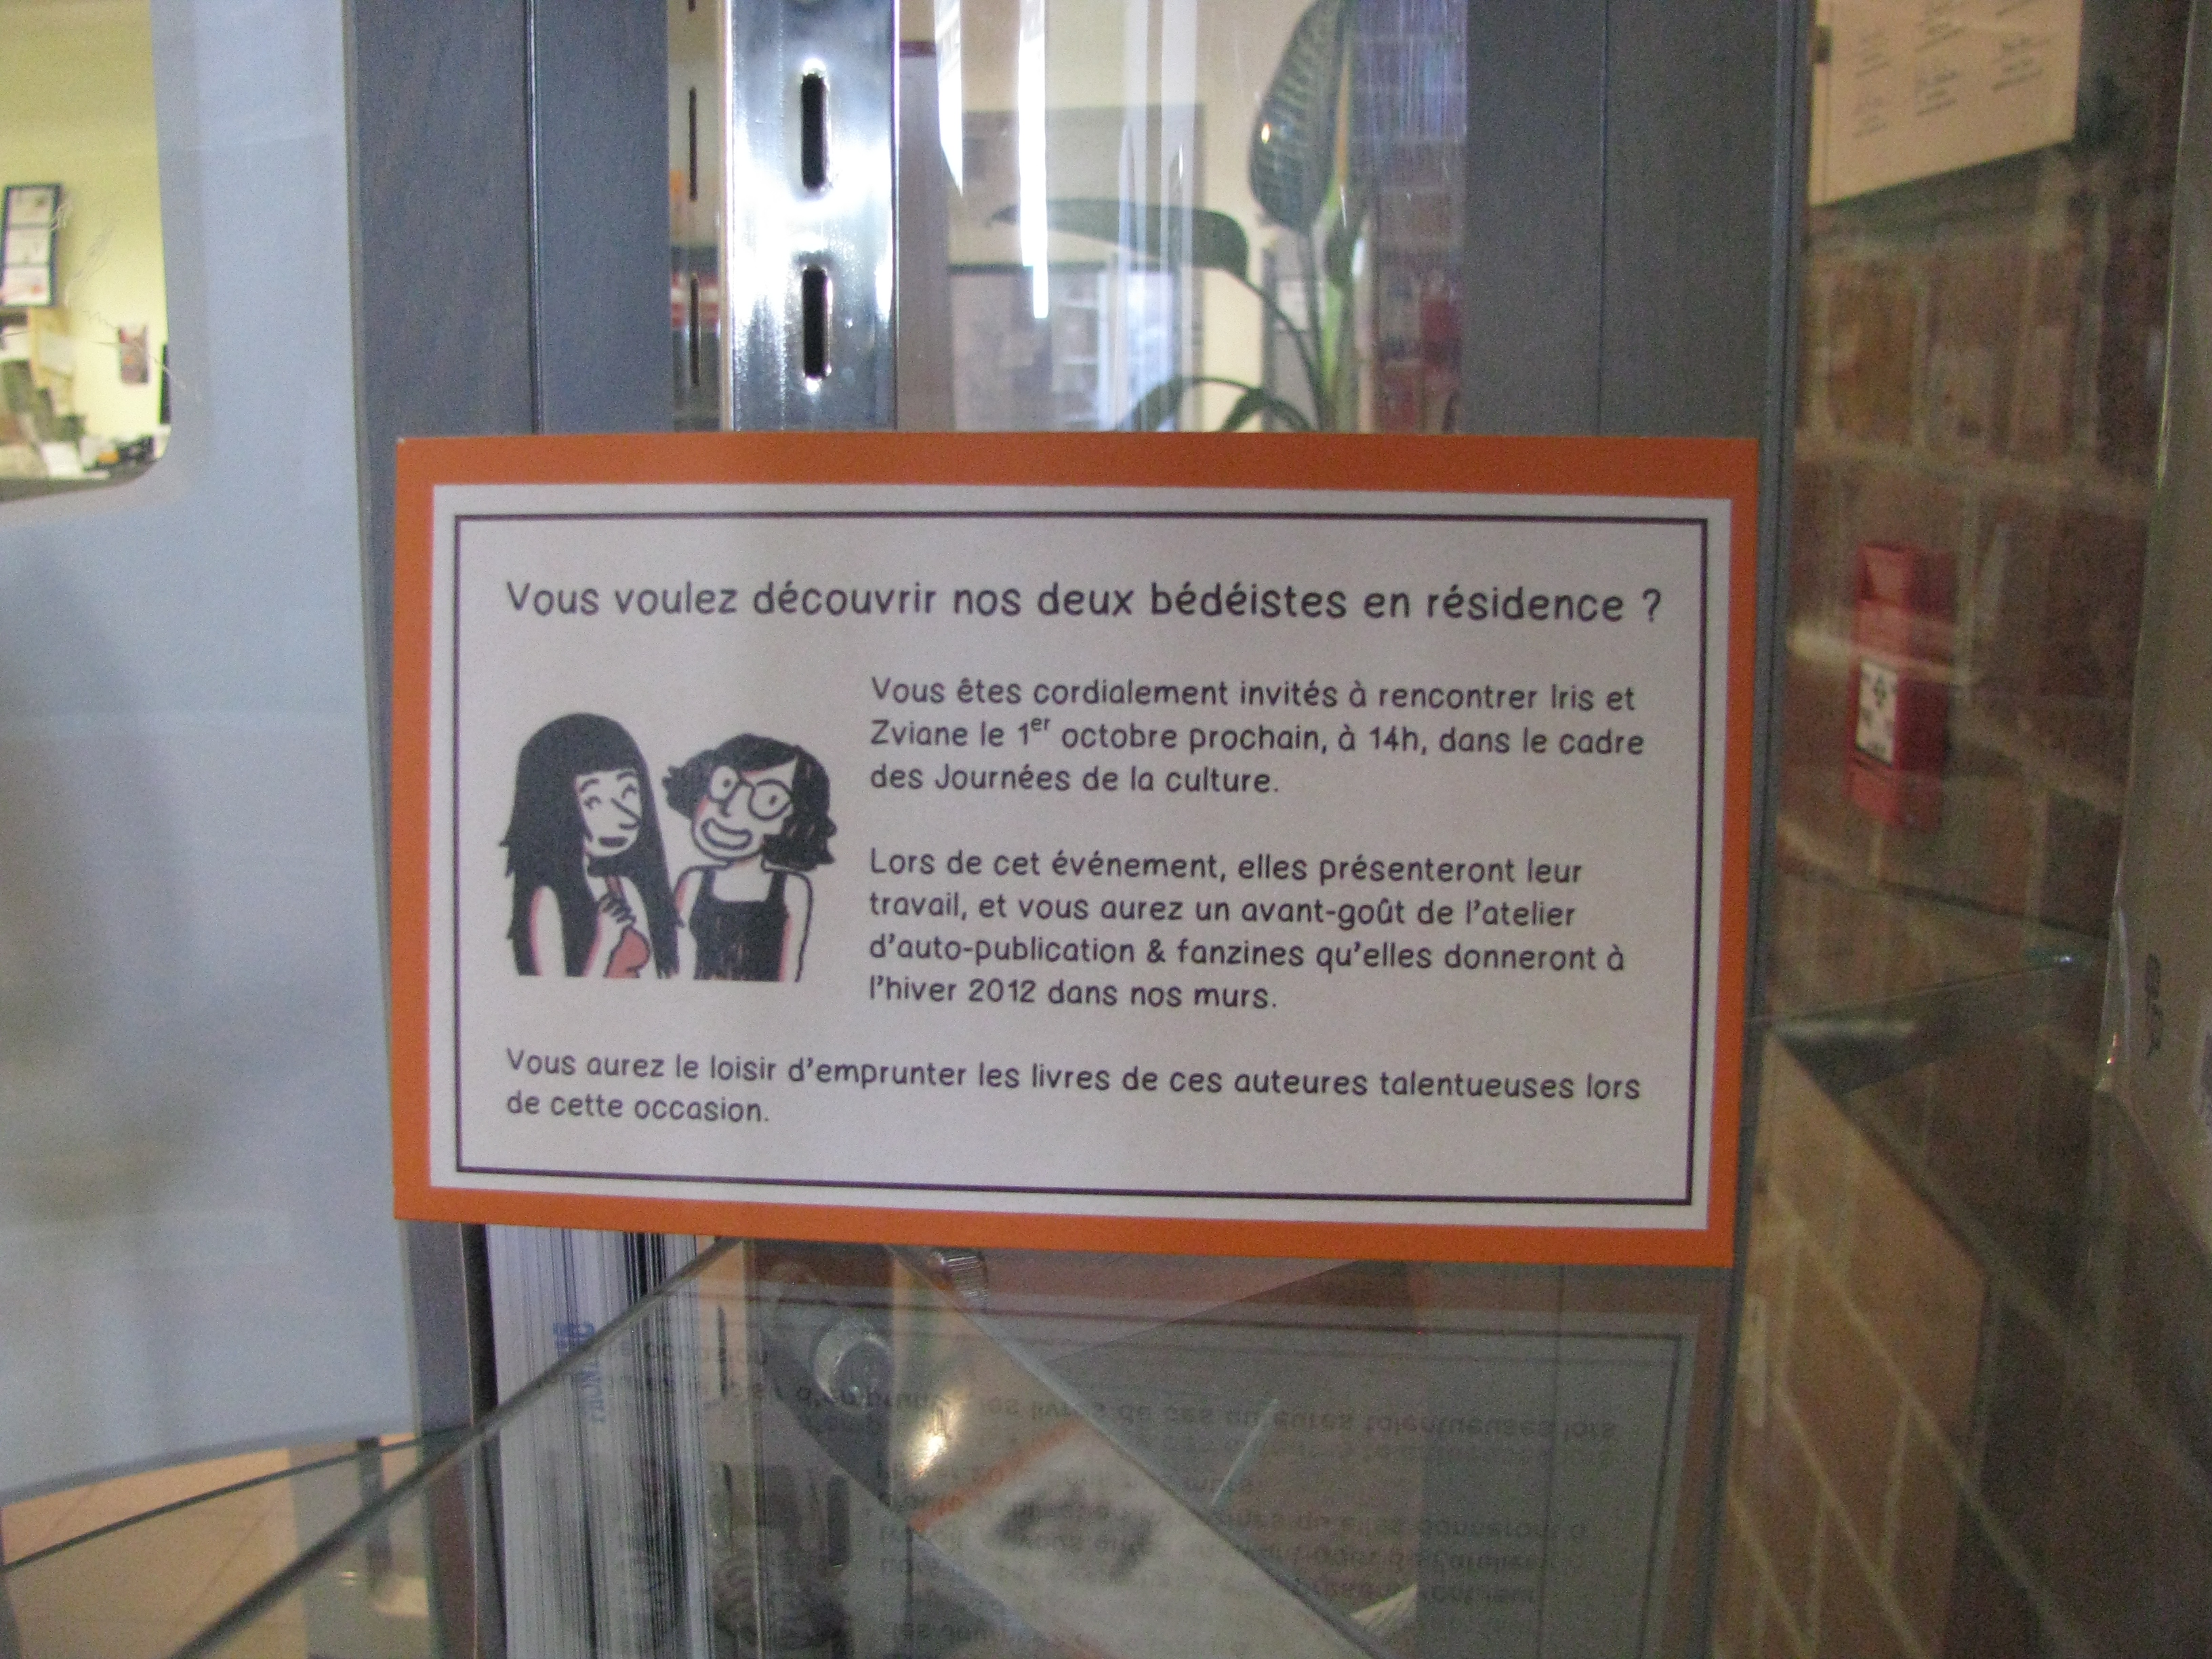 Vous voulez découvrir nos deux bédéistes en résidence ?
Vous êtes cordialement invités à rencontrer Iris et
Zviane le 1er octobre prochain, à 14h, dans le cadre
des Journées de la culture.
Lors de cet événement, elles présenteront leur
travail, et vous aurez un avant-goût de l'atelier
d'auto-publication & fanzines qu'elles donneront à
l'hiver 2012 dans nos murs.
Vous aurez le loisir d'emprunter les livres de ces auteures talentueuses lors
de cette occasion.